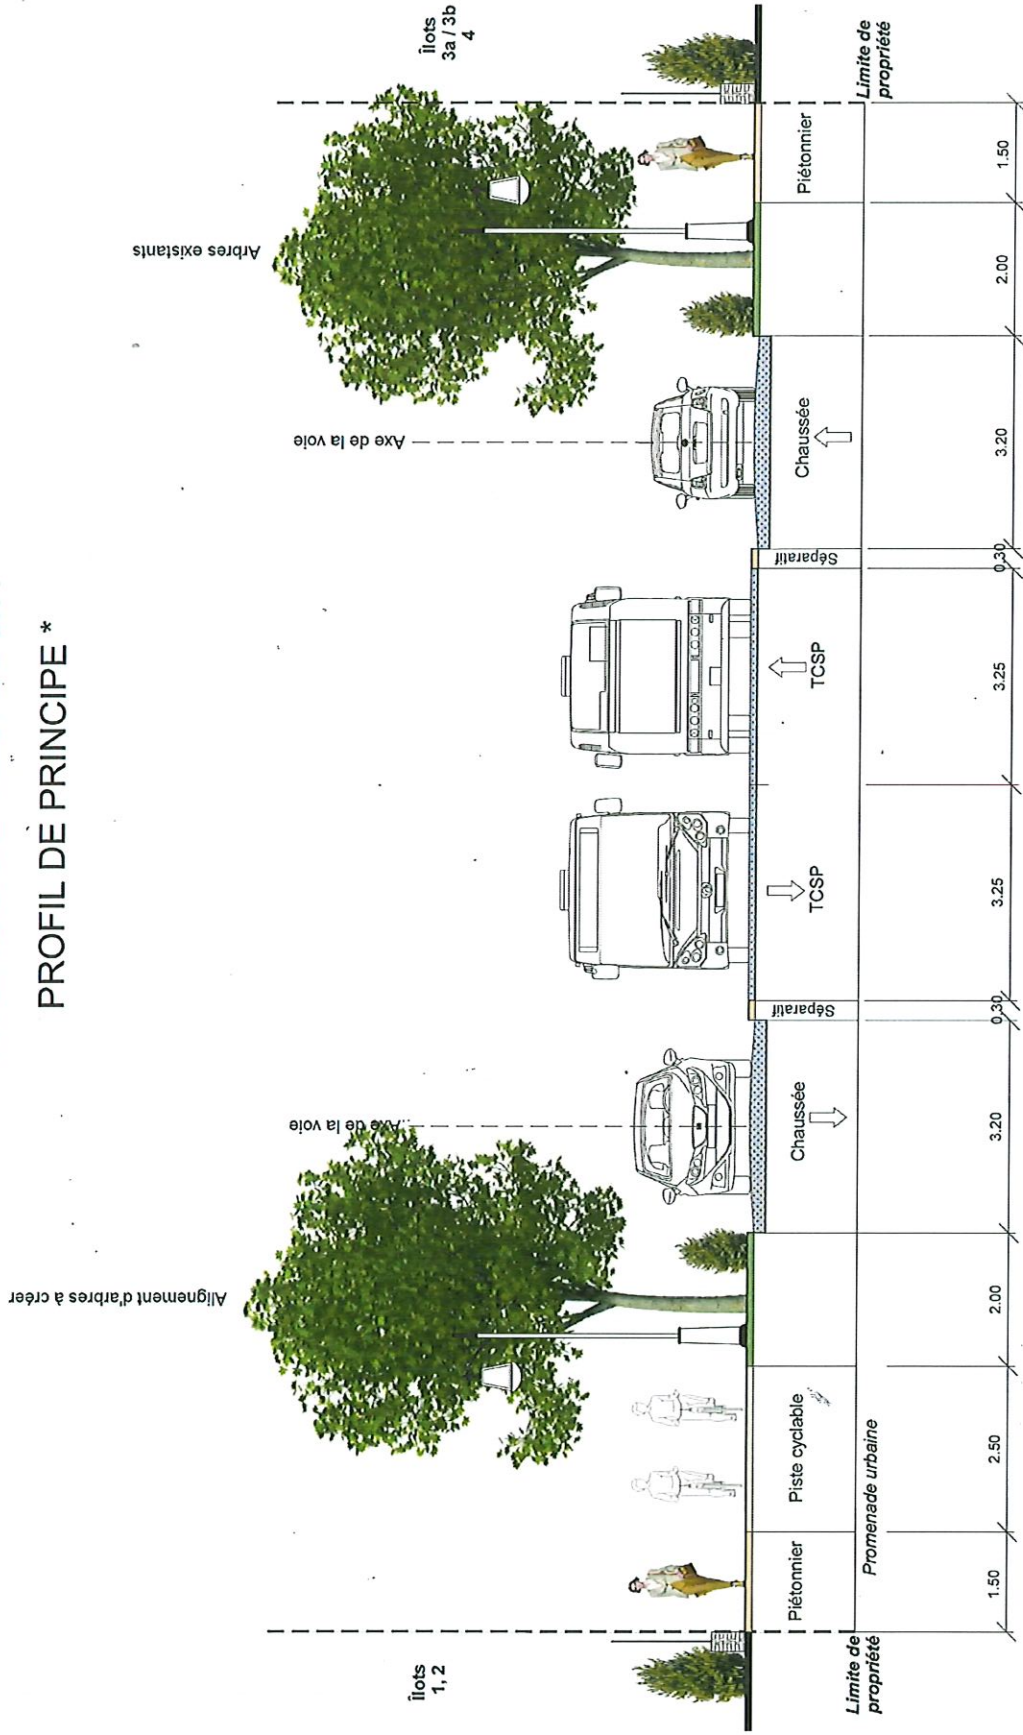 PROFIL DE PRINCIPE *
Alignement d'arbres à créer
Arbres existants
Axe de la voie
Axe de la voie
îlots
1, 2
îlots
3a / 3b
4
Piétonnier
Piste cyclable
Chaussée
Séparatif
TCSP
TCSP
Séparatif
Chaussée
Piétonnier
Limite de
propriété
Promenade urbaine
Limite de
propriété
1.50
2.50
2.00
3.20
0.30
3.25
3.25
0.30
3.20
2.00
1.50